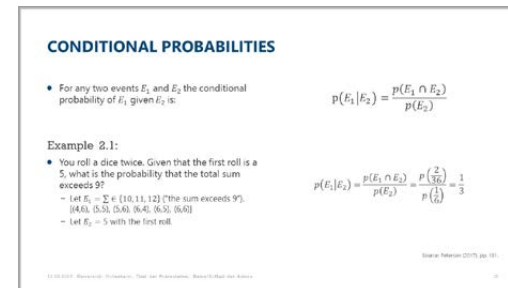 CONDITIONAL PROBABILITIES
• For any two events E₁ and E₂ the conditional
probability of E₁ given E₂ is:
p(E₁|E₂) = p(E₁ ∩ E₂) / p(E₂)
Example 2.1:
• You roll a dice twice. Given that the first roll is a
5, what is the probability that the total sum
exceeds 9?
– Let E₁ = Σ ∈ {10, 11, 12} ("the sum exceeds 9").
[(4,6), (5,5), (5,6), (6,4), (6,5), (6,6)]
– Let E₂ = 5 with the first roll.
p(E₁|E₂) = p(E₁ ∩ E₂) / p(E₂) = p(2/36) / p(1/6) = 1/3
Source: Peterson (2017), pp.